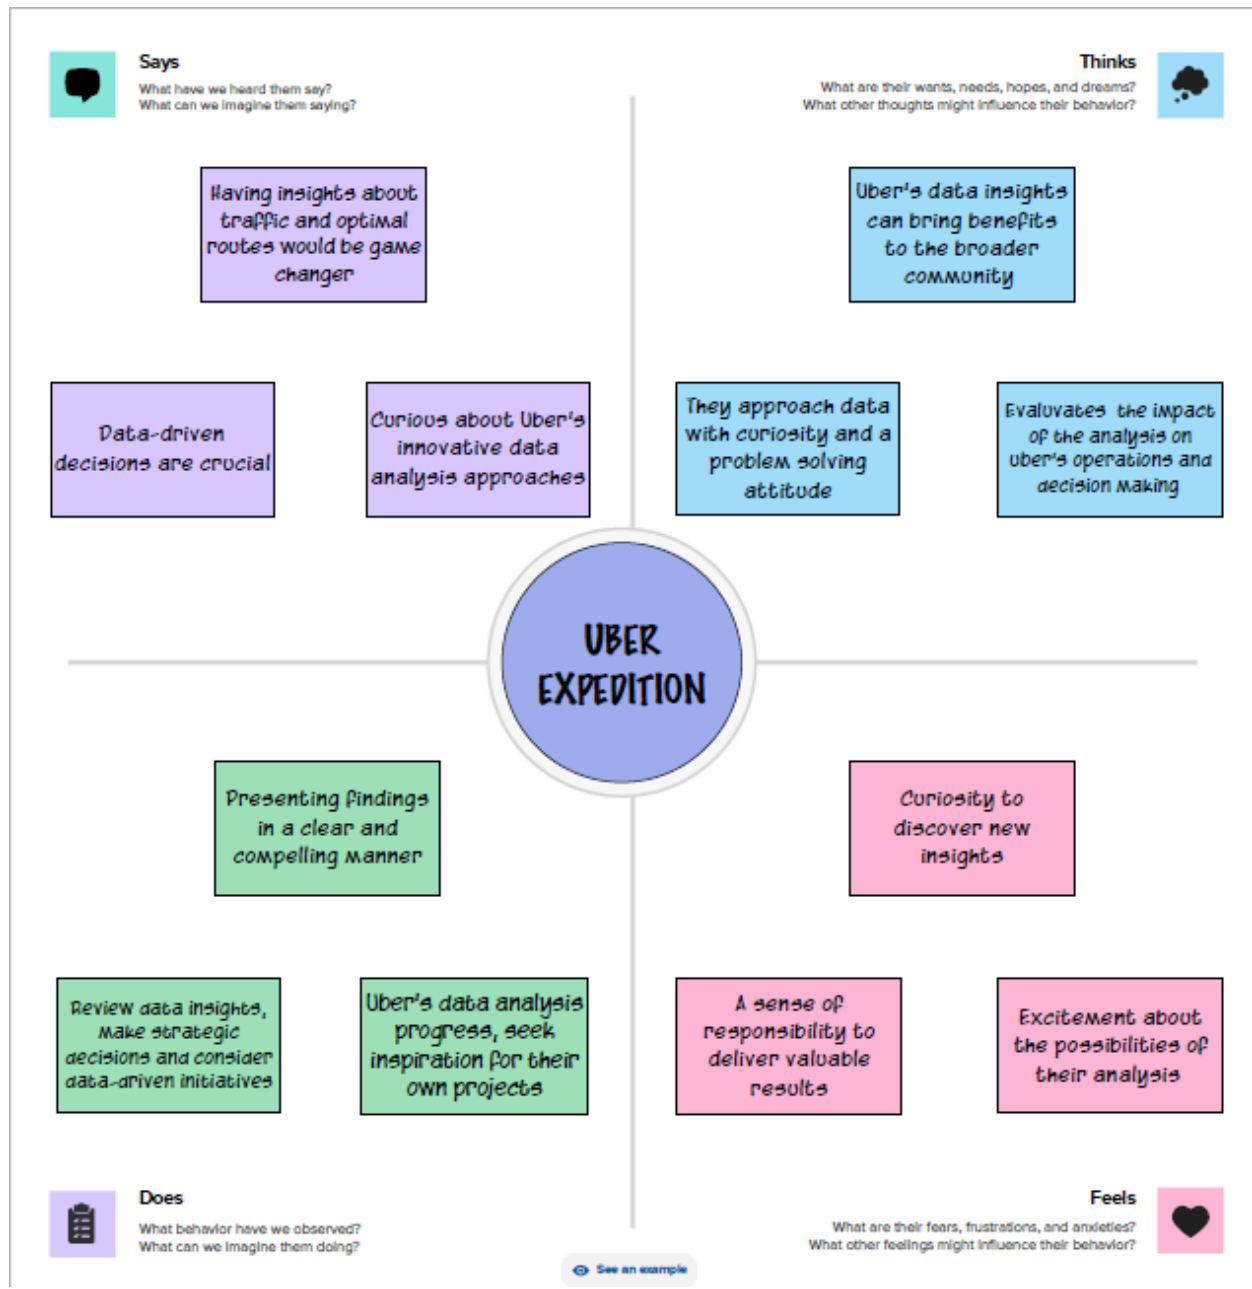 Says
What have we heard them say?
What can we imagine them saying?
Thinks
What are their wants, needs, hopes, and dreams?
What other thoughts might influence their behavior?
Having insights about
traffic and optimal
routes would be game
changer
Uber's data insights
can bring benefits
to the broader
community
Data-driven
decisions are crucial
Curious about Uber's
innovative data
analysis approaches
They approach data
with curiosity and a
problem solving
attitude
Evaluvates the impact
of the analysis on
uber's operations and
decision making
UBER
EXPEDITION
Presenting findings
in a clear and
compelling manner
Curiosity to
discover new
insights
Review data insights,
make strategic
decisions and consider
data-driven initiatives
Uber's data analysis
progress, seek
inspiration for their
own projects
A sense of
responsibility to
deliver valuable
results
Excitement about
the possibilities of
their analysis
Does
What behavior have we observed?
What can we imagine them doing?
Feels
What are their fears, frustrations, and anxieties?
What other feelings might influence their behavior?
See an example